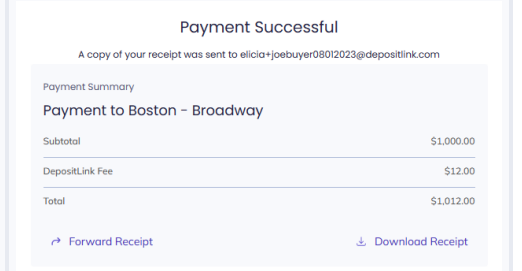 Payment Successful
A copy of your receipt was sent to elicia+joebuyer08012023@depositlink.com
Payment Summary
Payment to Boston - Broadway
Subtotal $1,000.00
DepositLink Fee $12.00
Total $1,012.00
Forward Receipt Download Receipt